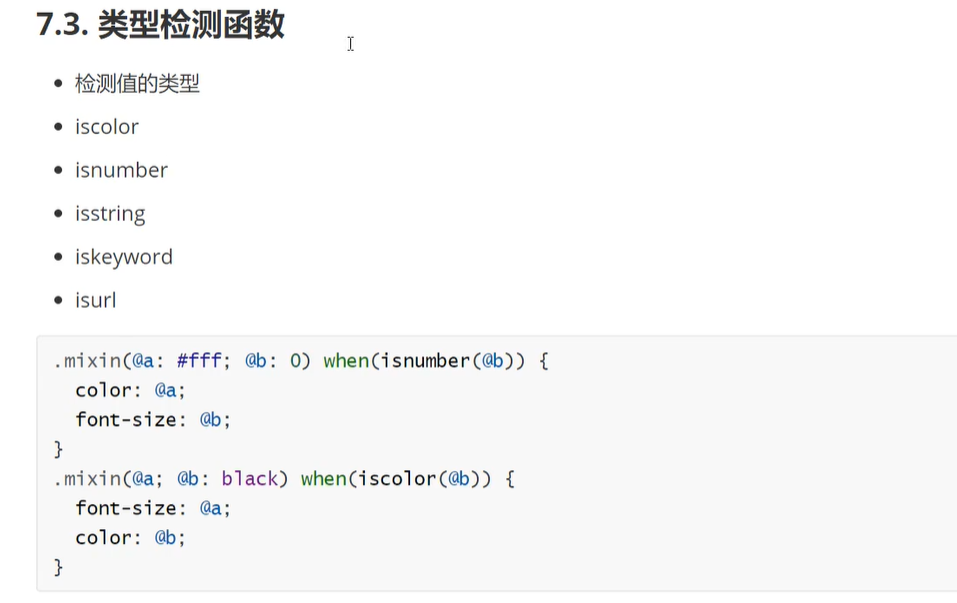 7.3. 类型检测函数
检测值的类型
iscolor
isnumber
isstring
iskeyword
isurl
.mixin(@a: #fff; @b: 0) when(isnumber(@b)) {
  color: @a;
  font-size: @b;
}
.mixin(@a; @b: black) when(iscolor(@b)) {
  font-size: @a;
  color: @b;
}